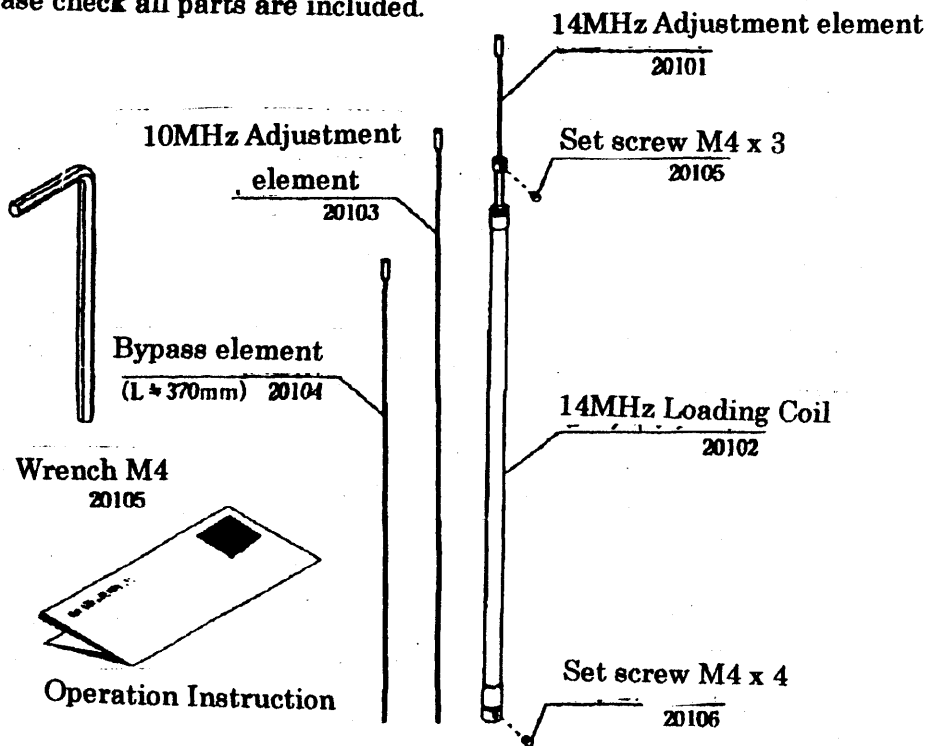 ase check all parts are included.
14MHz Adjustment element
20101
10MHz Adjustment
element
20103
Set screw M4 x 3
20105
Bypass element
(L ≒ 370mm) 20104
14MHz Loading Coil
20102
Wrench M4
20105
Operation Instruction
Set screw M4 x 4
20106